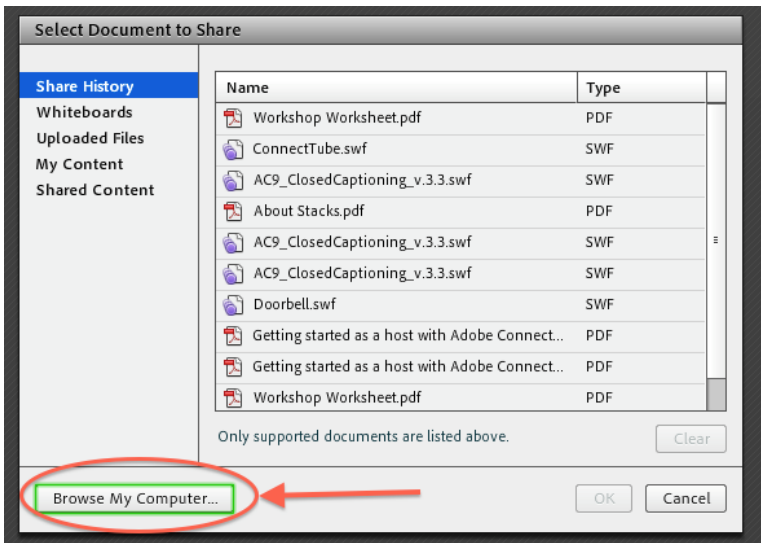 Select Document to Share
Share History
Whiteboards
Uploaded Files
My Content
Shared Content
Name Type
Workshop Worksheet.pdf PDF
ConnectTube.swf SWF
AC9_ClosedCaptioning_v.3.3.swf SWF
About Stacks.pdf PDF
AC9_ClosedCaptioning_v.3.3.swf SWF
AC9_ClosedCaptioning_v.3.3.swf SWF
Doorbell.swf SWF
Getting started as a host with Adobe Connect... PDF
Getting started as a host with Adobe Connect... PDF
Workshop Worksheet.pdf PDF
Only supported documents are listed above.
Clear
Browse My Computer...
OK
Cancel